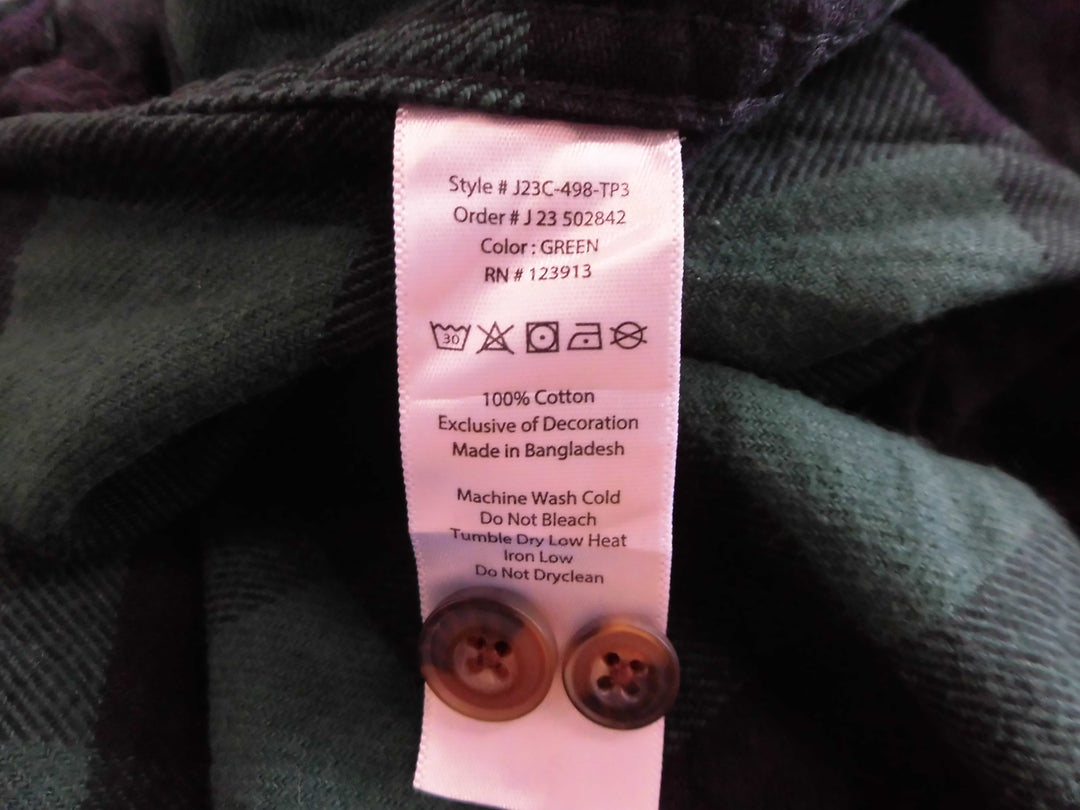 Style # J23C-498-TP3
Order # J 23 502842
Color : GREEN
RN # 123913
30
100% Cotton
Exclusive of Decoration
Made in Bangladesh
Machine Wash Cold
Do Not Bleach
Tumble Dry Low Heat
Iron Low
Do Not Dryclean